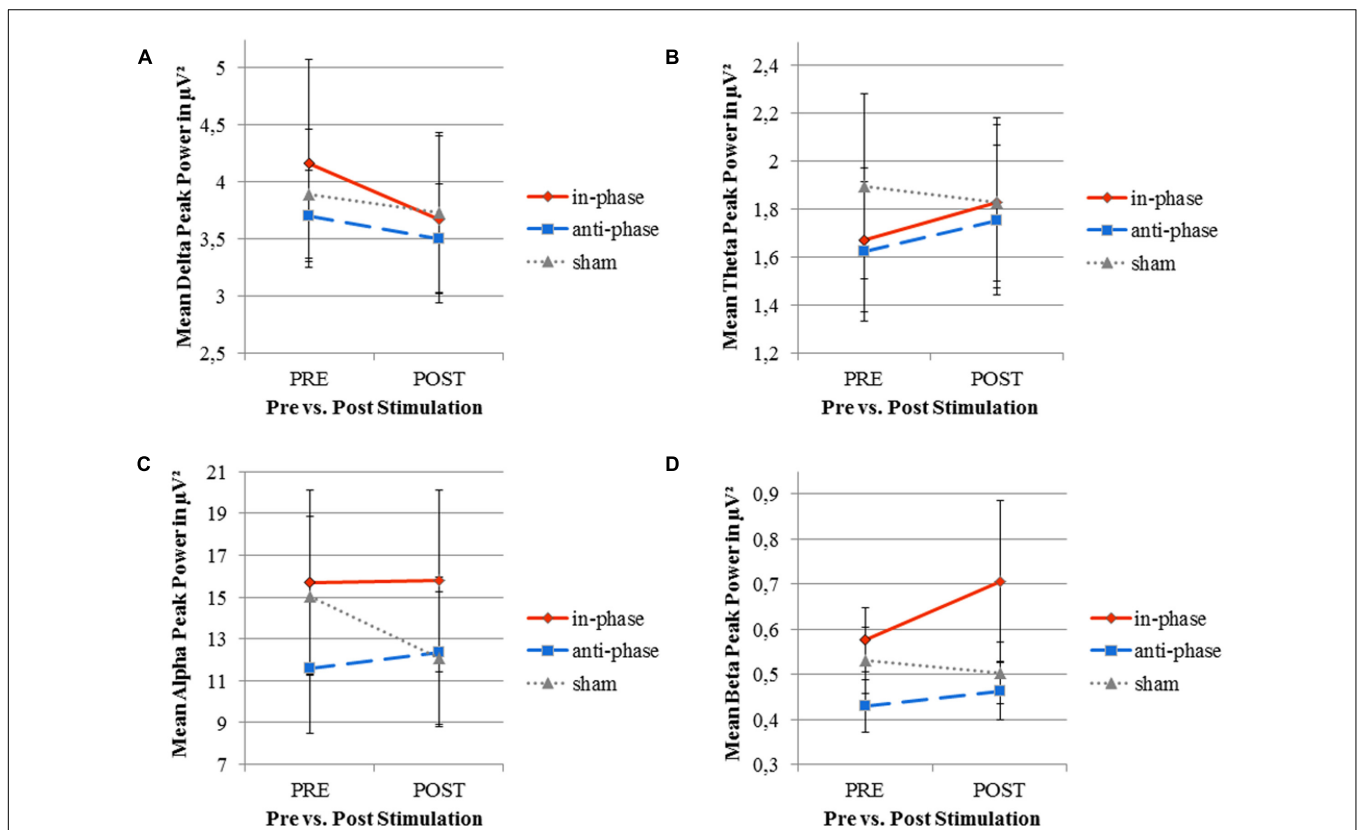 A
Mean Delta Peak Power in µV²
5
4,5
4
3,5
3
2,5
PRE
POST
Pre vs. Post Stimulation
in-phase
anti-phase
sham
B
Mean Theta Peak Power in µV²
2,4
2,2
2
1,8
1,6
1,4
1,2
PRE
POST
Pre vs. Post Stimulation
in-phase
anti-phase
sham
C
Mean Alpha Peak Power in µV²
21
19
17
15
13
11
9
7
PRE
POST
Pre vs. Post Stimulation
in-phase
anti-phase
sham
D
Mean Beta Peak Power in µV²
0,9
0,8
0,7
0,6
0,5
0,4
0,3
PRE
POST
Pre vs. Post Stimulation
in-phase
anti-phase
sham